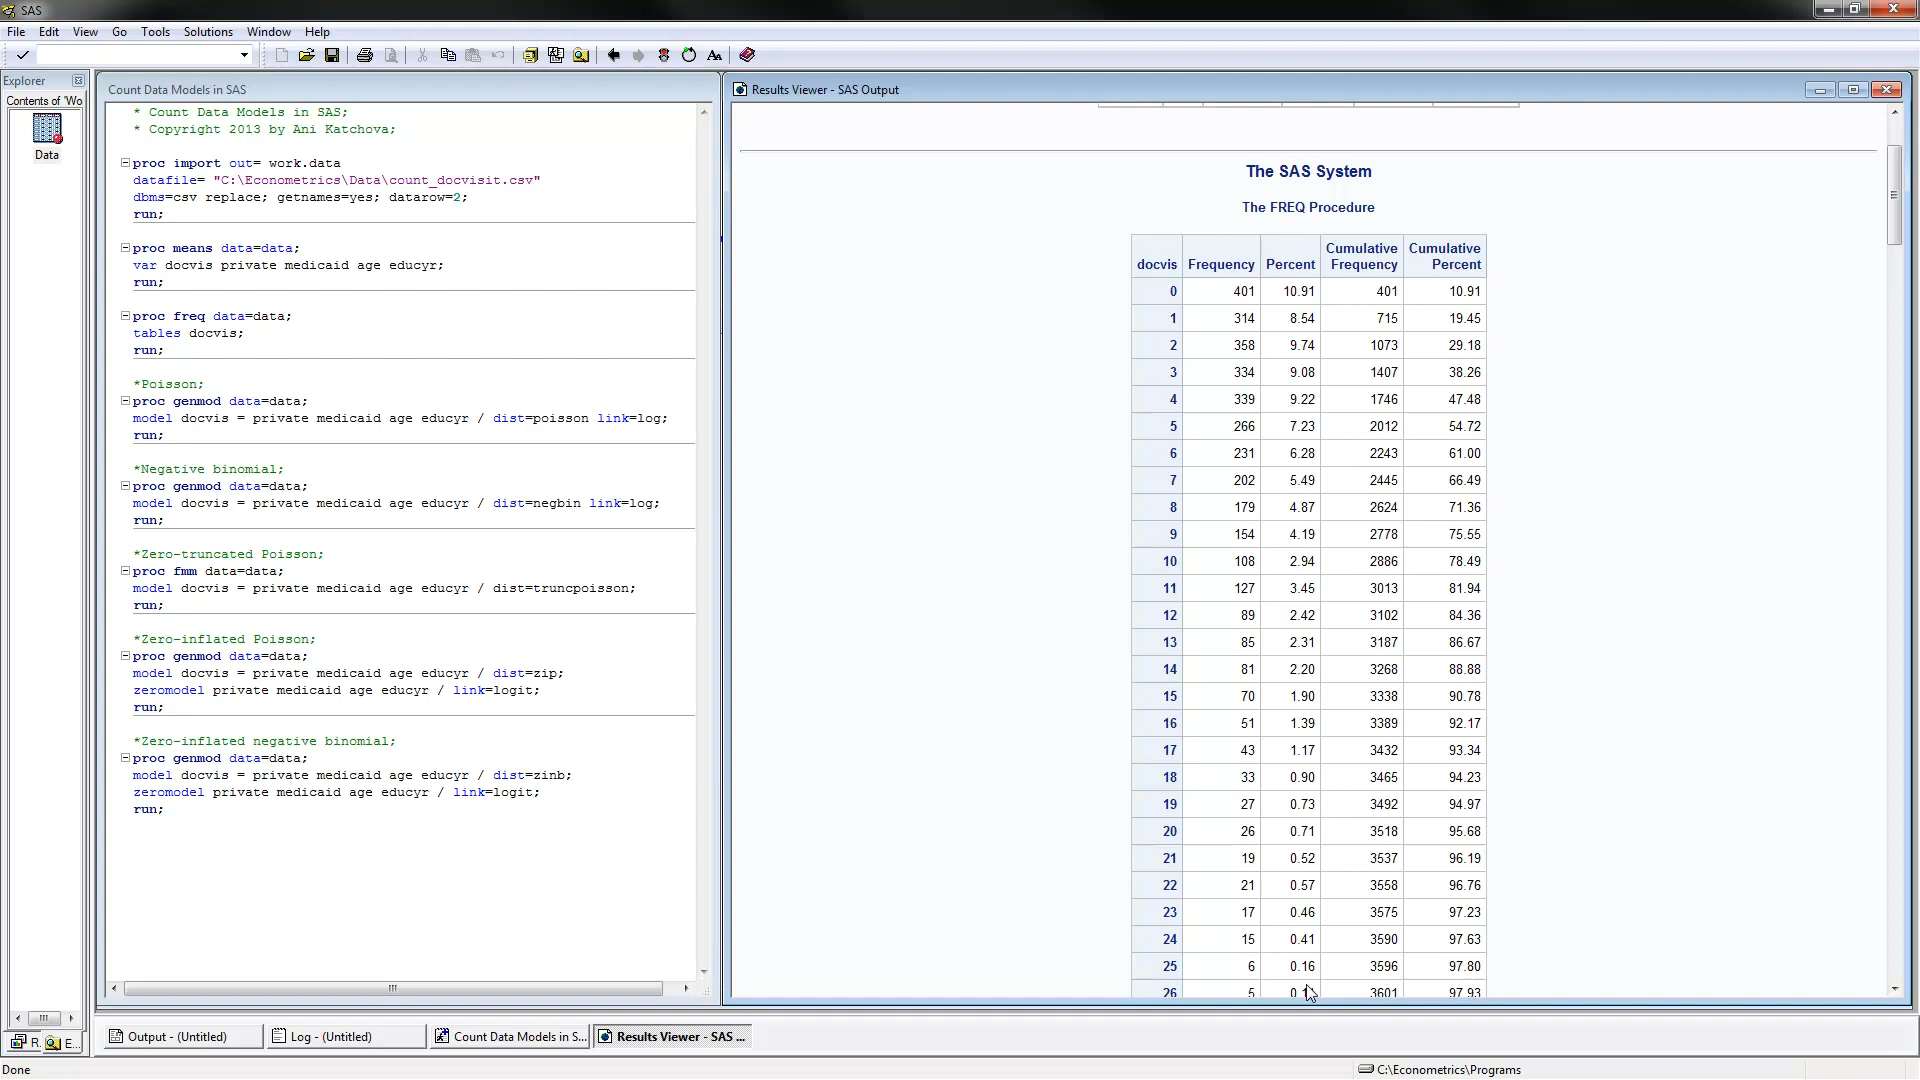 SAS
File Edit View Go Tools Solutions Window Help
Explorer
Contents of 'Wo
Data
Count Data Models in SAS
* Count Data Models in SAS;
* Copyright 2013 by Ani Katchova;
proc import out= work.data
datafile= "C:\Econometrics\Data\count_docvisit.csv"
dbms=csv replace; getnames=yes; datarow=2;
run;
proc means data=data;
var docvis private medicaid age educyr;
run;
proc freq data=data;
tables docvis;
run;
*Poisson;
proc genmod data=data;
model docvis = private medicaid age educyr / dist=poisson link=log;
run;
*Negative binomial;
proc genmod data=data;
model docvis = private medicaid age educyr / dist=negbin link=log;
run;
*Zero-truncated Poisson;
proc fmm data=data;
model docvis = private medicaid age educyr / dist=truncpoisson;
run;
*Zero-inflated Poisson;
proc genmod data=data;
model docvis = private medicaid age educyr / dist=zip;
zeromodel private medicaid age educyr / link=logit;
run;
*Zero-inflated negative binomial;
proc genmod data=data;
model docvis = private medicaid age educyr / dist=zinb;
zeromodel private medicaid age educyr / link=logit;
run;
Results Viewer - SAS Output
The SAS System
The FREQ Procedure
docvis Frequency Percent Cumulative Frequency Cumulative Percent
0 401 10.91 401 10.91
1 314 8.54 715 19.45
2 358 9.74 1073 29.18
3 334 9.08 1407 38.26
4 339 9.22 1746 47.48
5 266 7.23 2012 54.72
6 231 6.28 2243 61.00
7 202 5.49 2445 66.49
8 179 4.87 2624 71.36
9 154 4.19 2778 75.55
10 108 2.94 2886 78.49
11 127 3.45 3013 81.94
12 89 2.42 3102 84.36
13 85 2.31 3187 86.67
14 81 2.20 3268 88.88
15 70 1.90 3338 90.78
16 51 1.39 3389 92.17
17 43 1.17 3432 93.34
18 33 0.90 3465 94.23
19 27 0.73 3492 94.97
20 26 0.71 3518 95.68
21 19 0.52 3537 96.19
22 21 0.57 3558 96.76
23 17 0.46 3575 97.23
24 15 0.41 3590 97.63
25 6 0.16 3596 97.80
26 5 3601 97.93
R. E...
Output - (Untitled) Log - (Untitled) Count Data Models in S... Results Viewer - SAS ...
Done C:\Econometrics\Programs